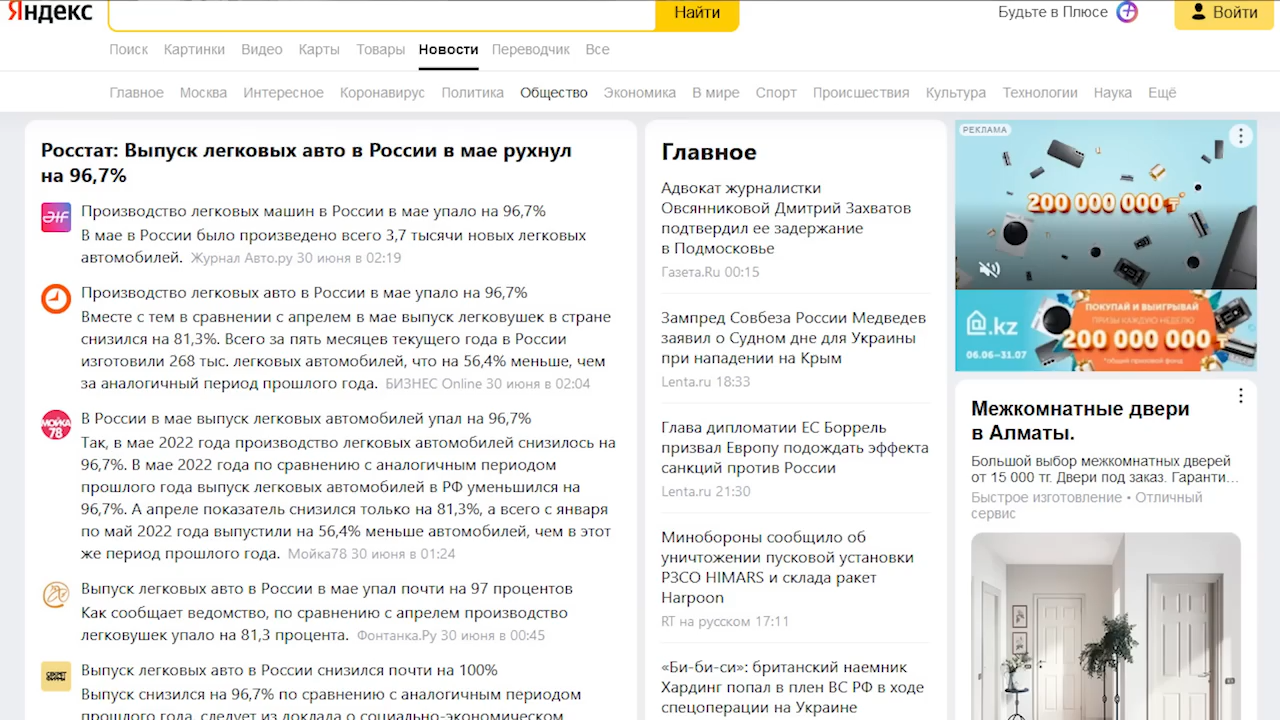 Яндекс
Найти
Будьте в Плюсе
Войти
Поиск Картинки Видео Карты Товары Новости Переводчик Все
Главное Москва Интересное Коронавирус Политика Общество Экономика В мире Спорт Происшествия Культура Технологии Наука Ещё
Росстат: Выпуск легковых авто в России в мае рухнул
на 96,7%
Производство легковых машин в России в мае упало на 96,7%
В мае в России было произведено всего 3,7 тысячи новых легковых
автомобилей. Журнал Авто.ру 30 июня в 02:19
Производство легковых авто в России в мае упало на 96,7%
Вместе с тем в сравнении с апрелем в мае выпуск легковушек в стране
снизился на 81,3%. Всего за пять месяцев текущего года в России
изготовили 268 тыс. легковых автомобилей, что на 56,4% меньше, чем
за аналогичный период прошлого года. БИЗНЕС Online 30 июня в 02:04
МОЙКА
78
В России в мае выпуск легковых автомобилей упал на 96,7%
Так, в мае 2022 года производство легковых автомобилей снизилось на
96,7%. В мае 2022 года по сравнению с аналогичным периодом
прошлого года выпуск легковых автомобилей в РФ уменьшился на
96,7%. А апреле показатель снизился только на 81,3%, а всего с января
по май 2022 года выпустили на 56,4% меньше автомобилей, чем в этот
же период прошлого года. Мойка78 30 июня в 01:24
Выпуск легковых авто в России в мае упал почти на 97 процентов
Как сообщает ведомство, по сравнению с апрелем производство
легковушек упало на 81,3 процента. Фонтанка.Ру 30 июня в 00:45
Выпуск легковых авто в России снизился почти на 100%
Выпуск снизился на 96,7% по сравнению с аналогичным периодом
прошлого года, следует из доклада о социально-экономическом
Главное
Адвокат журналистки
Овсянниковой Дмитрий Захватов
подтвердил ее задержание
в Подмосковье
Газета.Ru 00:15
Зампред Совбеза России Медведев
заявил о Судном дне для Украины
при нападении на Крым
Lenta.ru 18:33
Глава дипломатии ЕС Боррель
призвал Европу подождать эффекта
санкций против России
Lenta.ru 21:30
Минобороны сообщило об
уничтожении пусковой установки
РЗСО HIMARS и склада ракет
Harpoon
RT на русском 17:11
«Би-би-си»: британский наемник
Хардинг попал в плен ВС РФ в ходе
спецоперации на Украине
РЕКЛАМА
200 000 000 ₸
@.kz
06.06–31.07
ПОКУПАЙ И ВЫИГРЫВАЙ
ПРИЗЫ КАЖДУЮ НЕДЕЛЮ
200 000 000 ₸
*общий призовой фонд
Межкомнатные двери
в Алматы.
Большой выбор межкомнатных дверей
от 15 000 тг. Двери под заказ. Гаранти…
Быстрое изготовление • Отличный
сервис